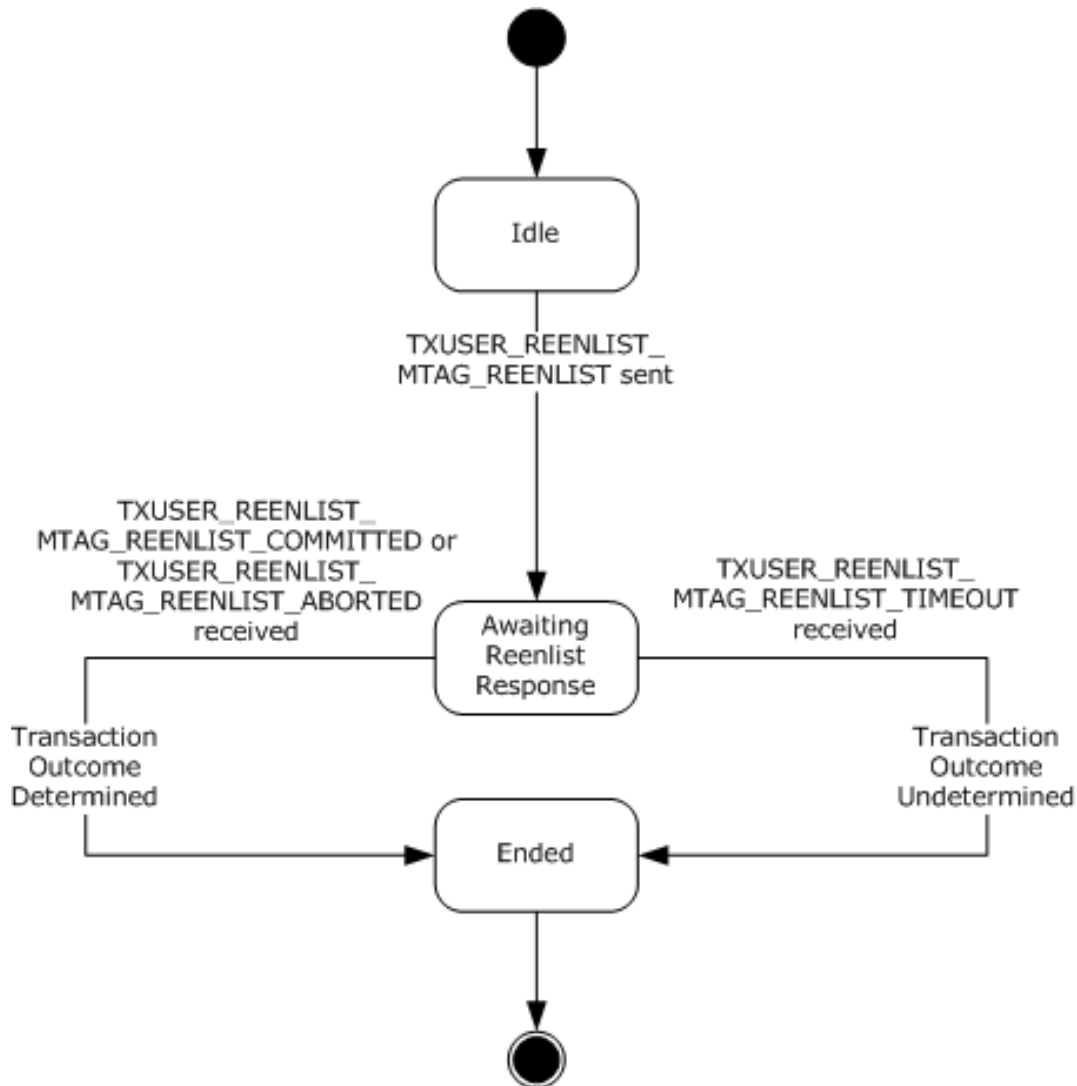 Idle
TXUSER_REENLIST_
MTAG_REENLIST sent
TXUSER_REENLIST_
MTAG_REENLIST_COMMITTED or
TXUSER_REENLIST_
MTAG_REENLIST_ABORTED
received
TXUSER_REENLIST_
MTAG_REENLIST_TIMEOUT
received
Awaiting
Reenlist
Response
Transaction
Outcome
Determined
Transaction
Outcome
Undetermined
Ended